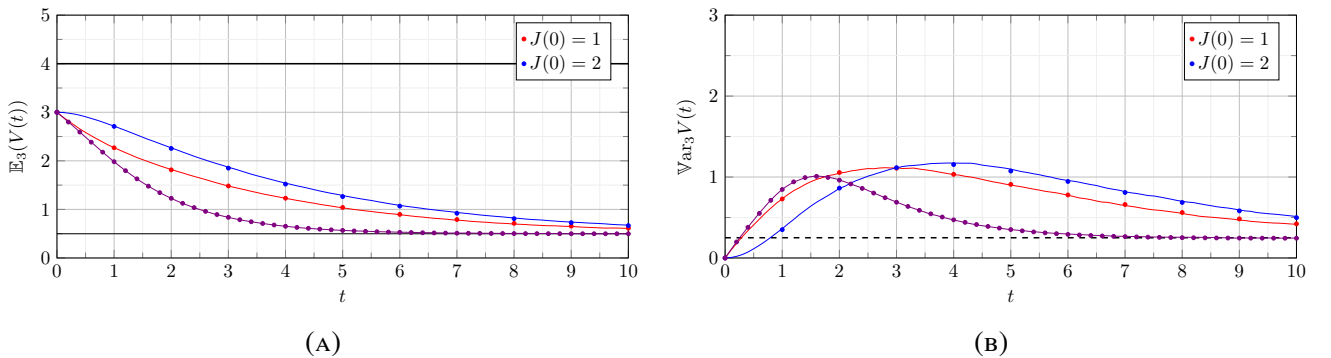 J(0) = 1
J(0) = 2
𝔼₃(V(t))
5
4
3
2
1
0
0 1 2 3 4 5 6 7 8 9 10
t
(A)
J(0) = 1
J(0) = 2
𝕍ar₃V(t)
3
2
1
0
0 1 2 3 4 5 6 7 8 9 10
t
(B)